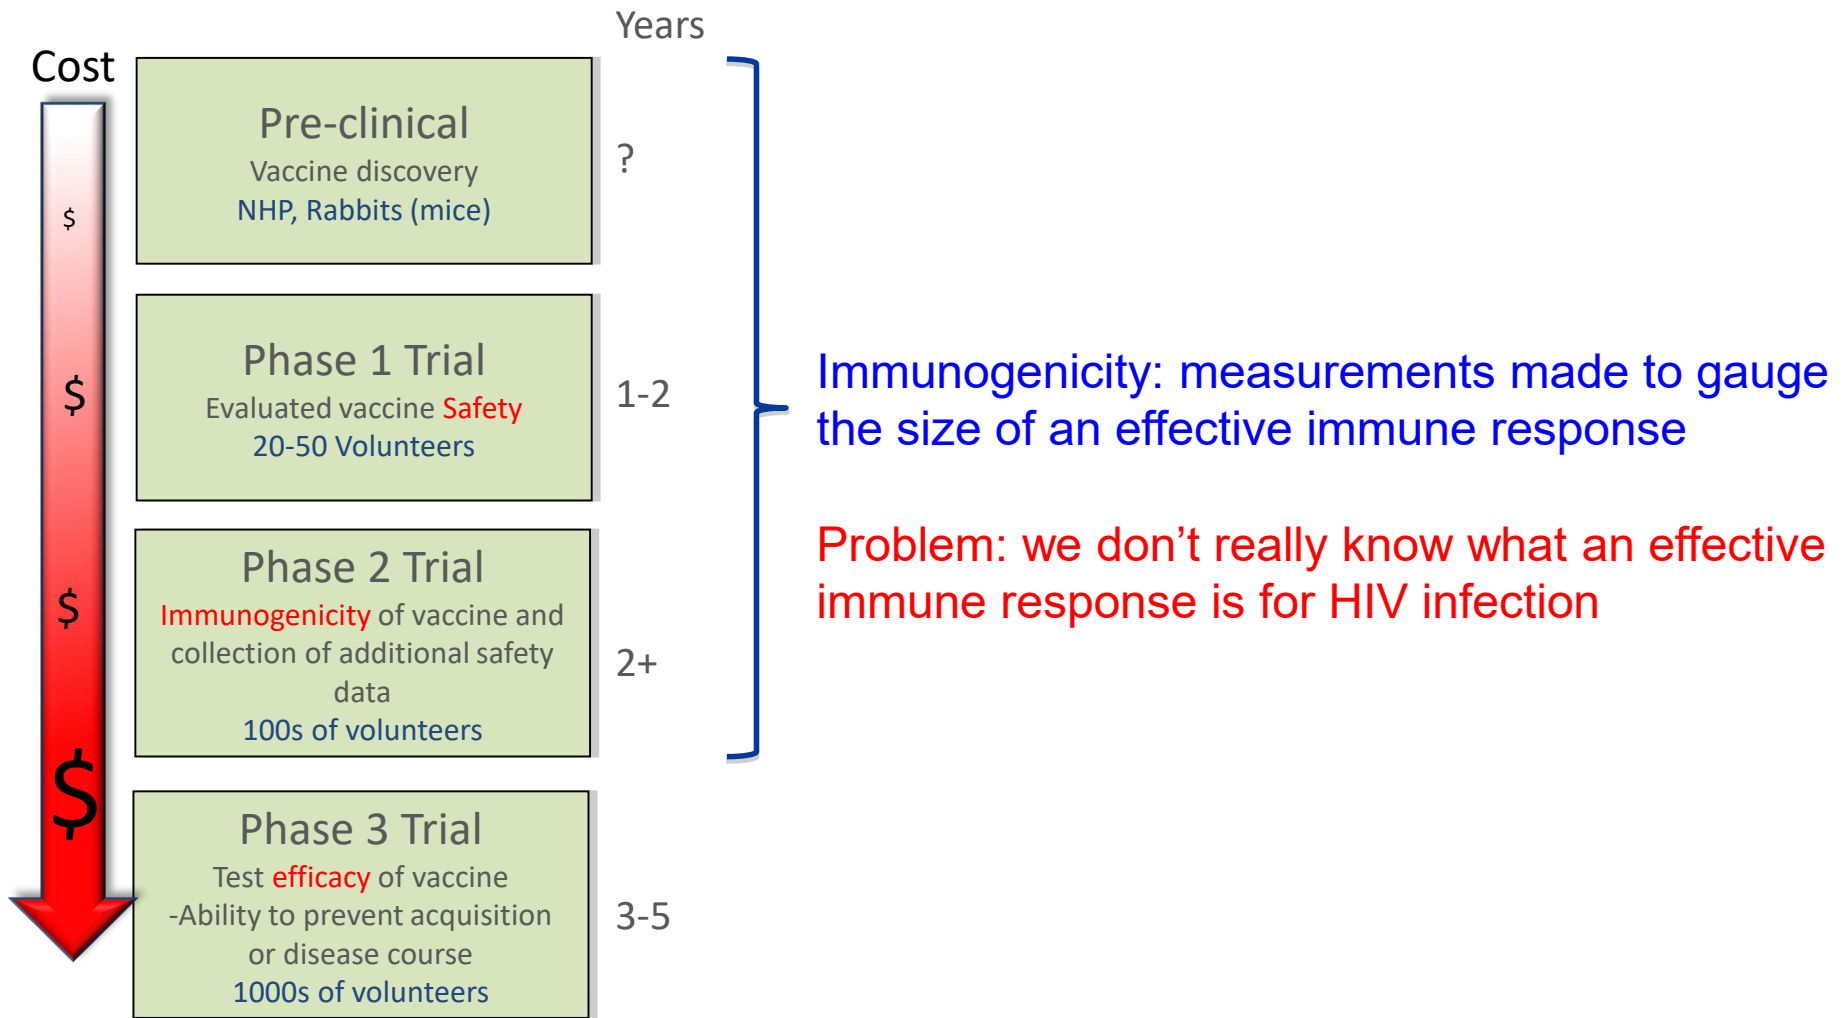 Years
Cost
Pre-clinical
Vaccine discovery
NHP, Rabbits (mice)
?
$
Phase 1 Trial
Evaluated vaccine Safety
20-50 Volunteers
1-2
$
Phase 2 Trial
Immunogenicity of vaccine and
collection of additional safety
data
100s of volunteers
2+
$
Phase 3 Trial
Test efficacy of vaccine
-Ability to prevent acquisition
or disease course
1000s of volunteers
3-5
$
Immunogenicity: measurements made to gauge
the size of an effective immune response
Problem: we don’t really know what an effective
immune response is for HIV infection